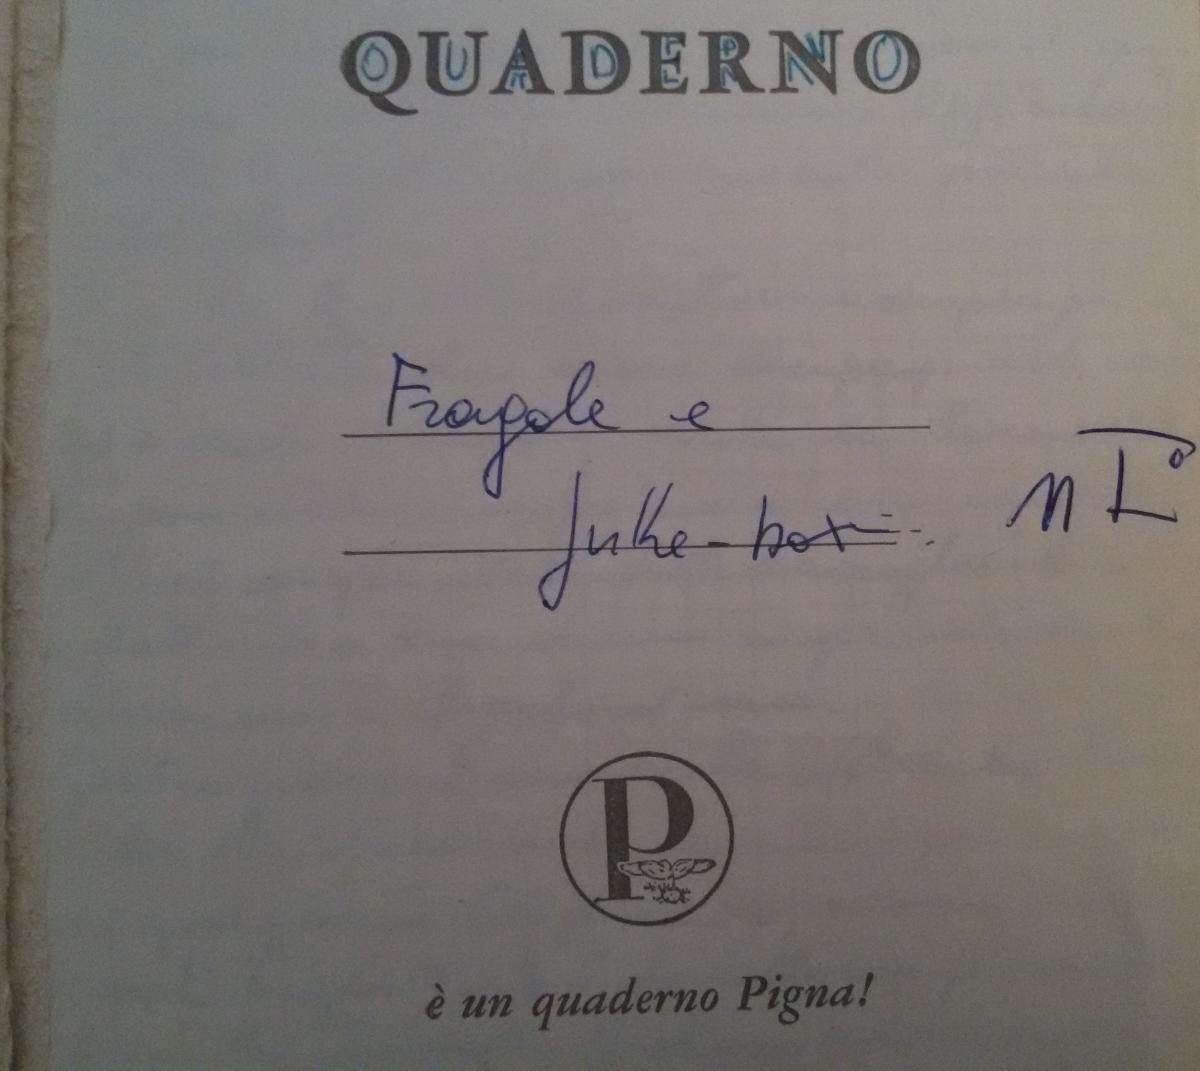 QUADERNO
Fragole e
Juke-box... n I°
P
è un quaderno Pigna!